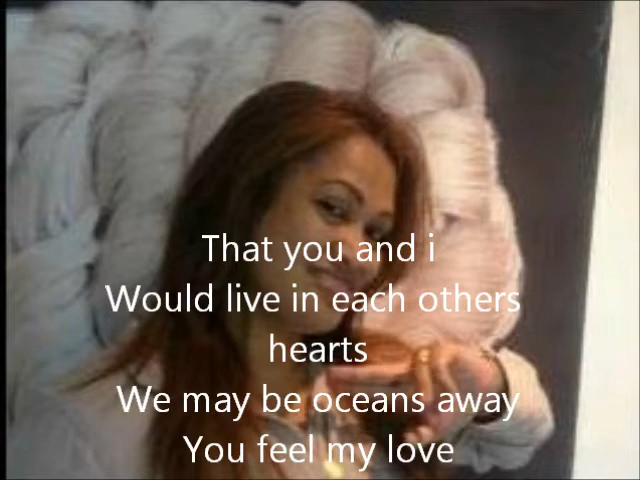 That you and i
Would live in each others
hearts
We may be oceans away
You feel my love